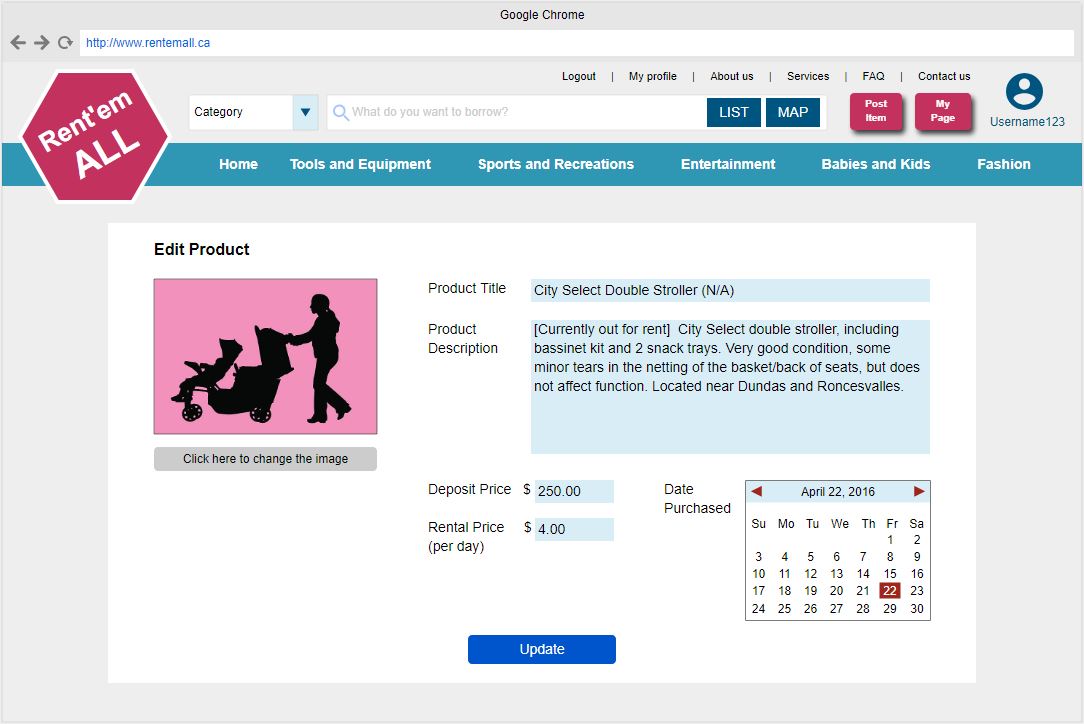 Google Chrome
http://www.rentemall.ca
Logout | My profile | About us | Services | FAQ | Contact us
Rent'em
ALL
Category
What do you want to borrow?
LIST
MAP
Post
Item
My
Page
Username123
Home Tools and Equipment Sports and Recreations Entertainment Babies and Kids Fashion
Edit Product
Click here to change the image
Product Title
City Select Double Stroller (N/A)
Product
Description
[Currently out for rent]  City Select double stroller, including
bassinet kit and 2 snack trays. Very good condition, some
minor tears in the netting of the basket/back of seats, but does
not affect function. Located near Dundas and Roncesvalles.
Deposit Price $ 250.00
Rental Price $ 4.00
(per day)
Date
Purchased
April 22, 2016
Su Mo Tu We Th Fr Sa
1 2
3 4 5 6 7 8 9
10 11 12 13 14 15 16
17 18 19 20 21 22 23
24 25 26 27 28 29 30
Update